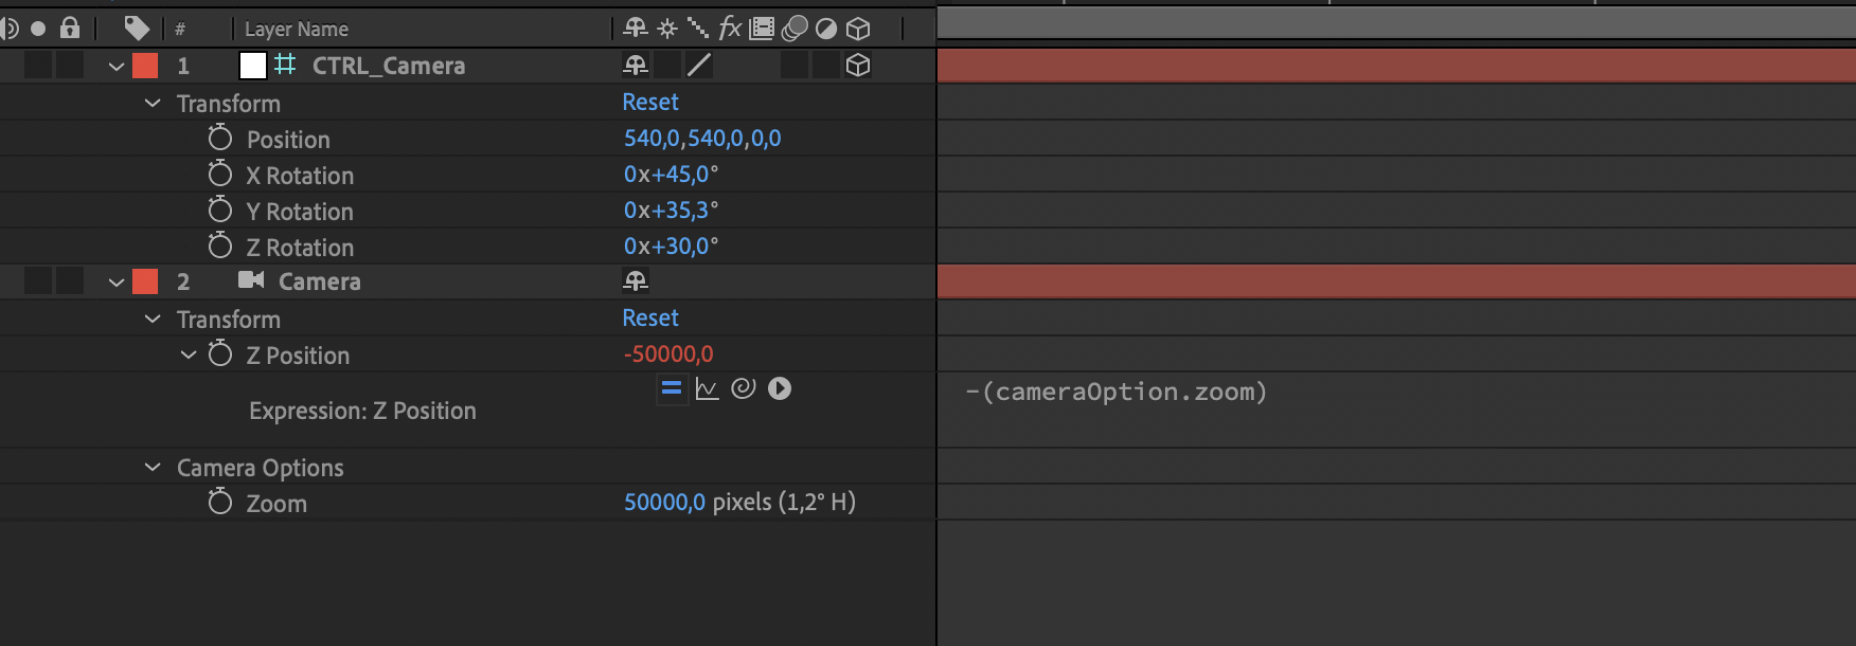 # Layer Name fx
1 CTRL_Camera
Transform Reset
Position 540,0,540,0,0,0
X Rotation 0x+45,0°
Y Rotation 0x+35,3°
Z Rotation 0x+30,0°
2 Camera
Transform Reset
Z Position -50000,0
Expression: Z Position -(cameraOption.zoom)
Camera Options
Zoom 50000,0 pixels (1,2° H)